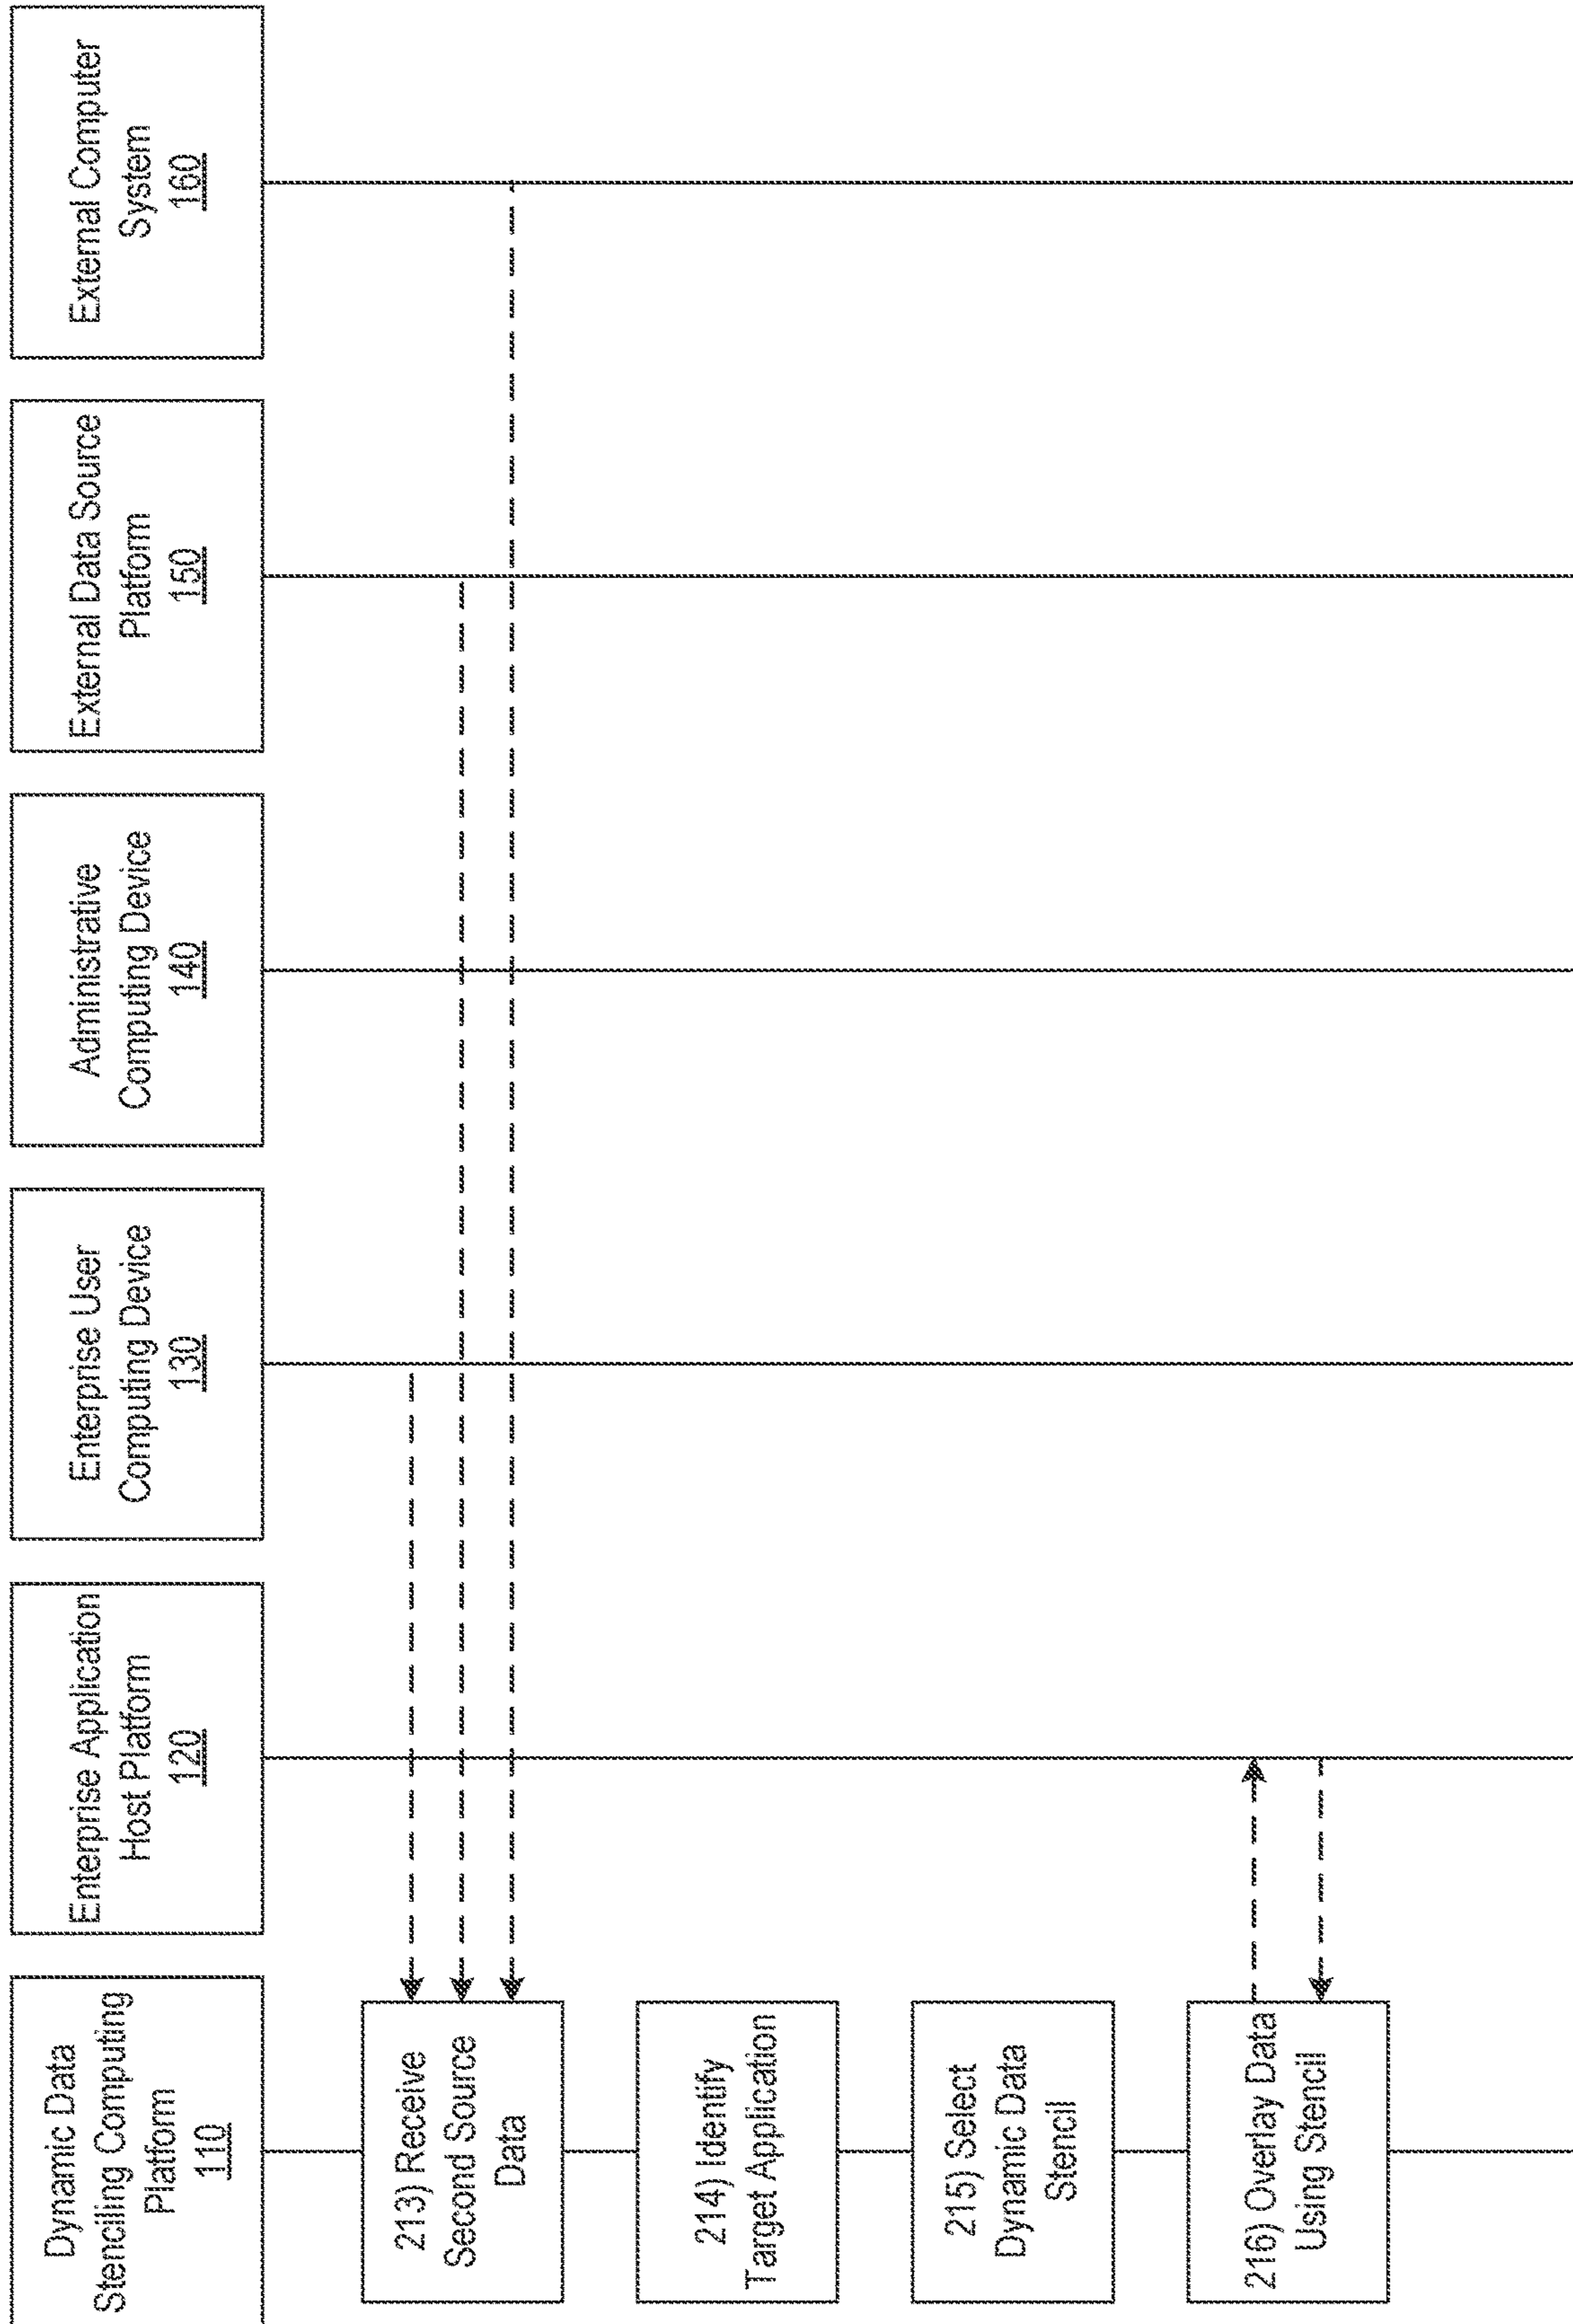 Dynamic Data
Stenciling Computing
Platform
110
Enterprise Application
Host Platform
120
Enterprise User
Computing Device
130
Administrative
Computing Device
140
External Data Source
Platform
150
External Computer
System
160
213) Receive
Second Source
Data
214) Identify
Target Application
215) Select
Dynamic Data
Stencil
216) Overlay Data
Using Stencil